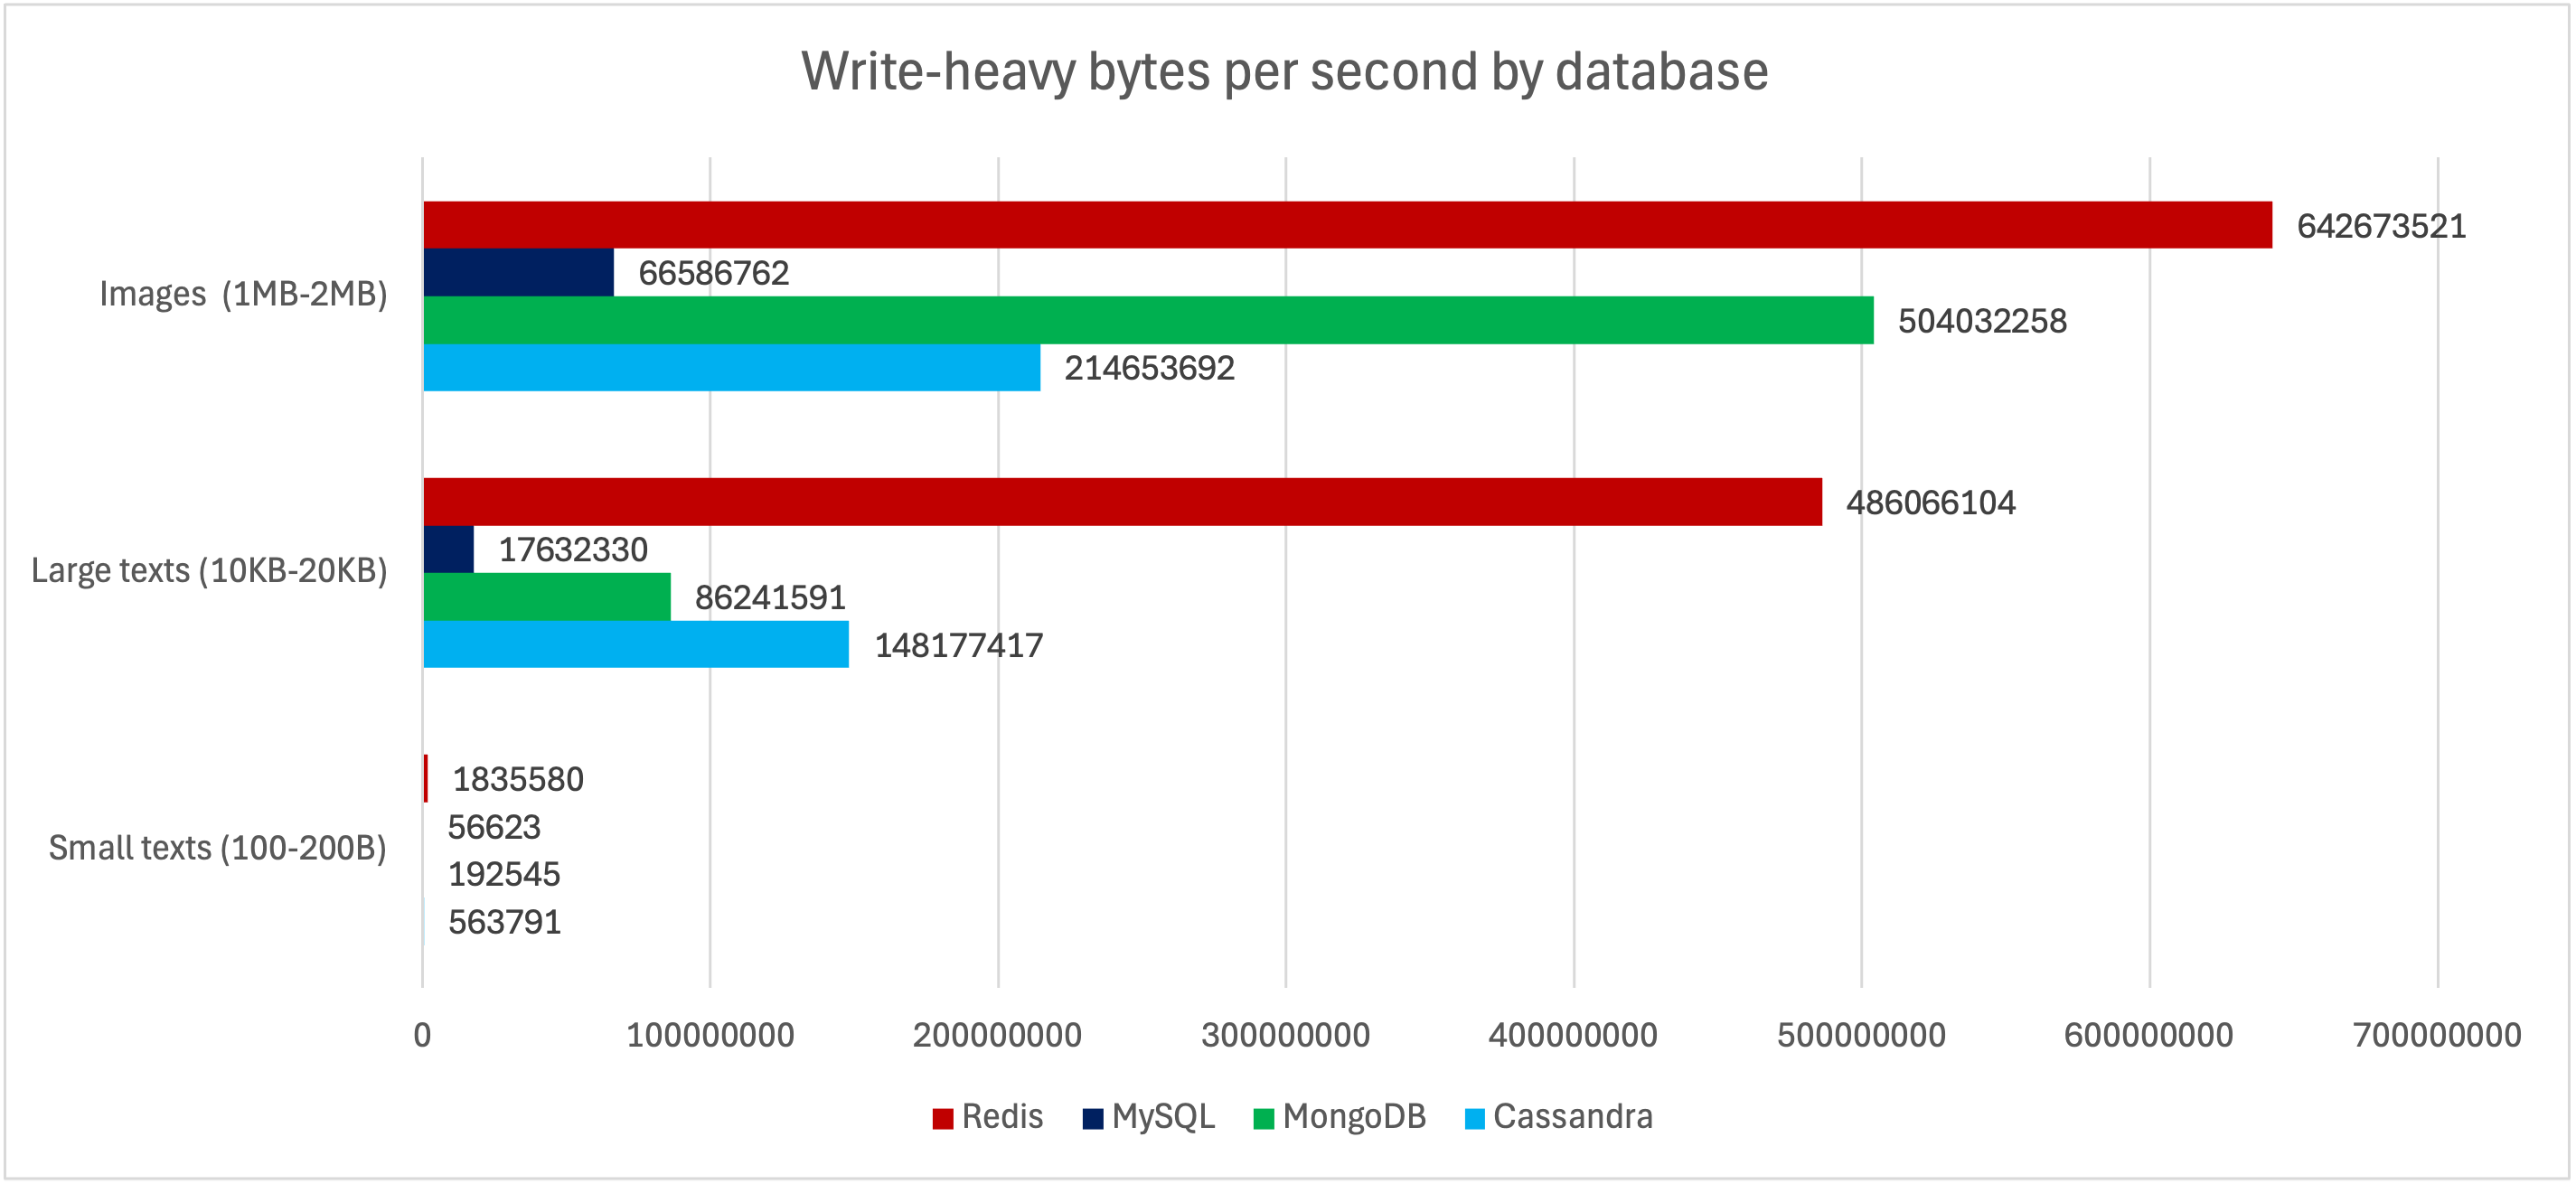 Write-heavy bytes per second by database
Images (1MB-2MB)
642673521
66586762
504032258
214653692
Large texts (10KB-20KB)
486066104
17632330
86241591
148177417
Small texts (100-200B)
1835580
56623
192545
563791
0 100000000 200000000 300000000 400000000 500000000 600000000 700000000
Redis MySQL MongoDB Cassandra